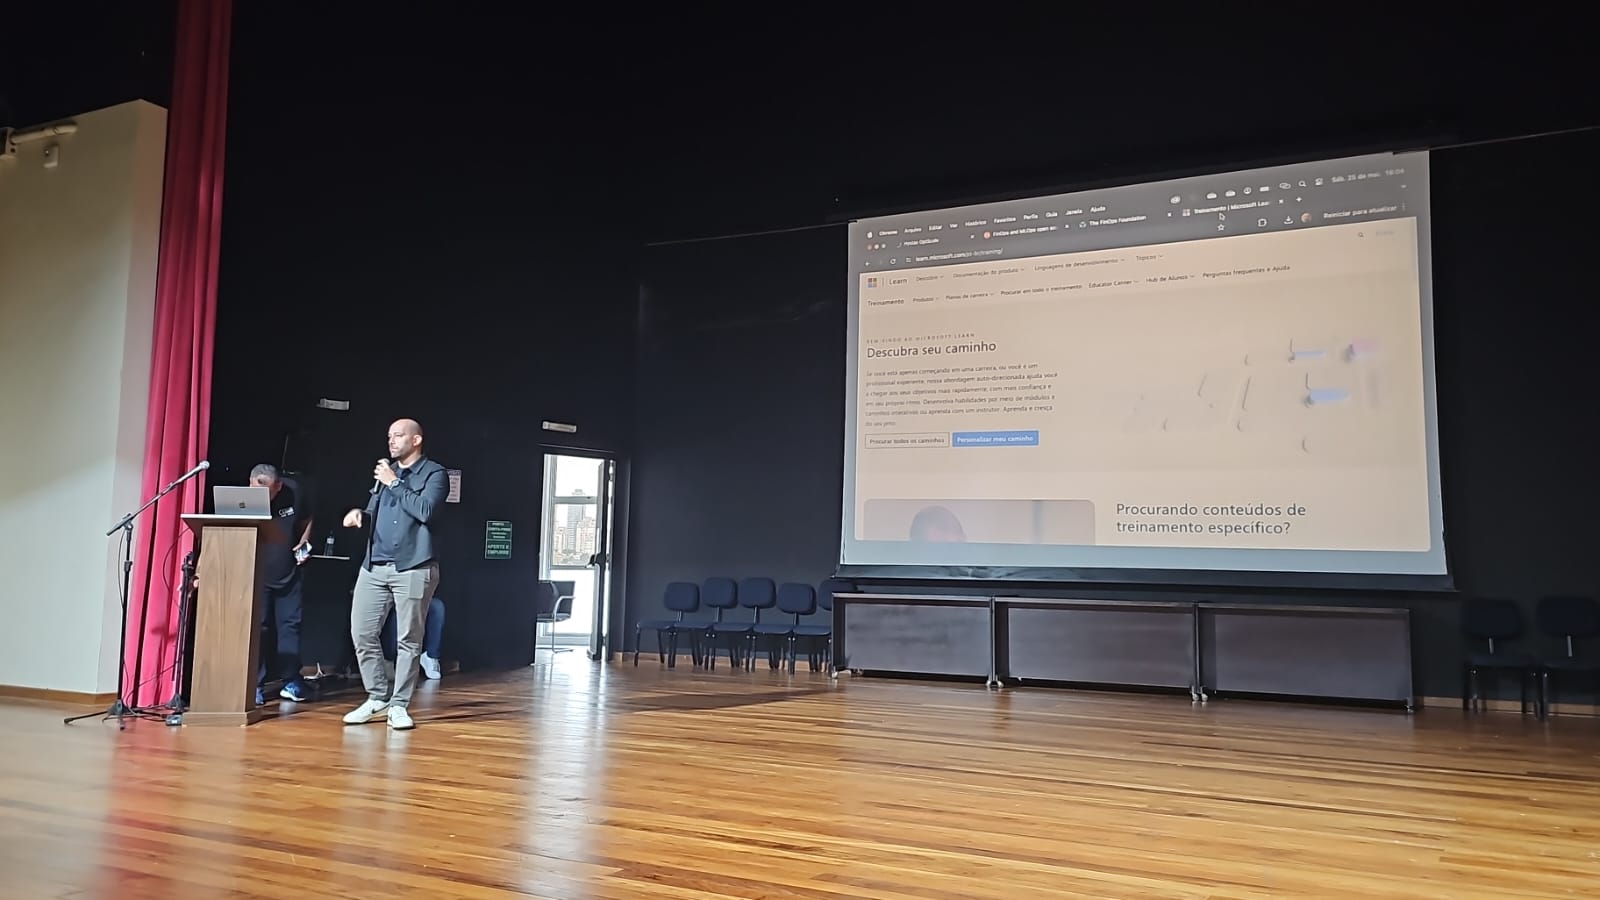 Chrome Arquivo Editar Ver Histórico Favoritos Perfis Guia Janela Ajuda
Sáb. 25 de mai.
Hystax OptScale
FinOps and MLOps open so
The FinOps Foundation
Treinamento | Microsoft Lea
learn.microsoft.com/pt-br/training/
Reiniciar para atualizar
Learn Descobrir Documentação do produto Linguagens de desenvolvimento Tópicos
Treinamento Produtos Planos de carreira Procurar em todo o treinamento Educator Center Hub de Alunos Perguntas frequentes e Ajuda
BEM-VINDO AO MICROSOFT LEARN
Descubra seu caminho
Se você está apenas começando em uma carreira, ou você é um
profissional experiente, nossa abordagem auto-direcionada ajuda você
a chegar aos seus objetivos mais rapidamente, com mais confiança e
em seu próprio ritmo. Desenvolva habilidades por meio de módulos e
caminhos interativos ou aprenda com um instrutor. Aprenda e cresça
do seu jeito.
Procurar todos os caminhos
Personalizar meu caminho
Procurando conteúdos de
treinamento específico?
PORTA
CORTA-FOGO
APERTE E
EMPURRE